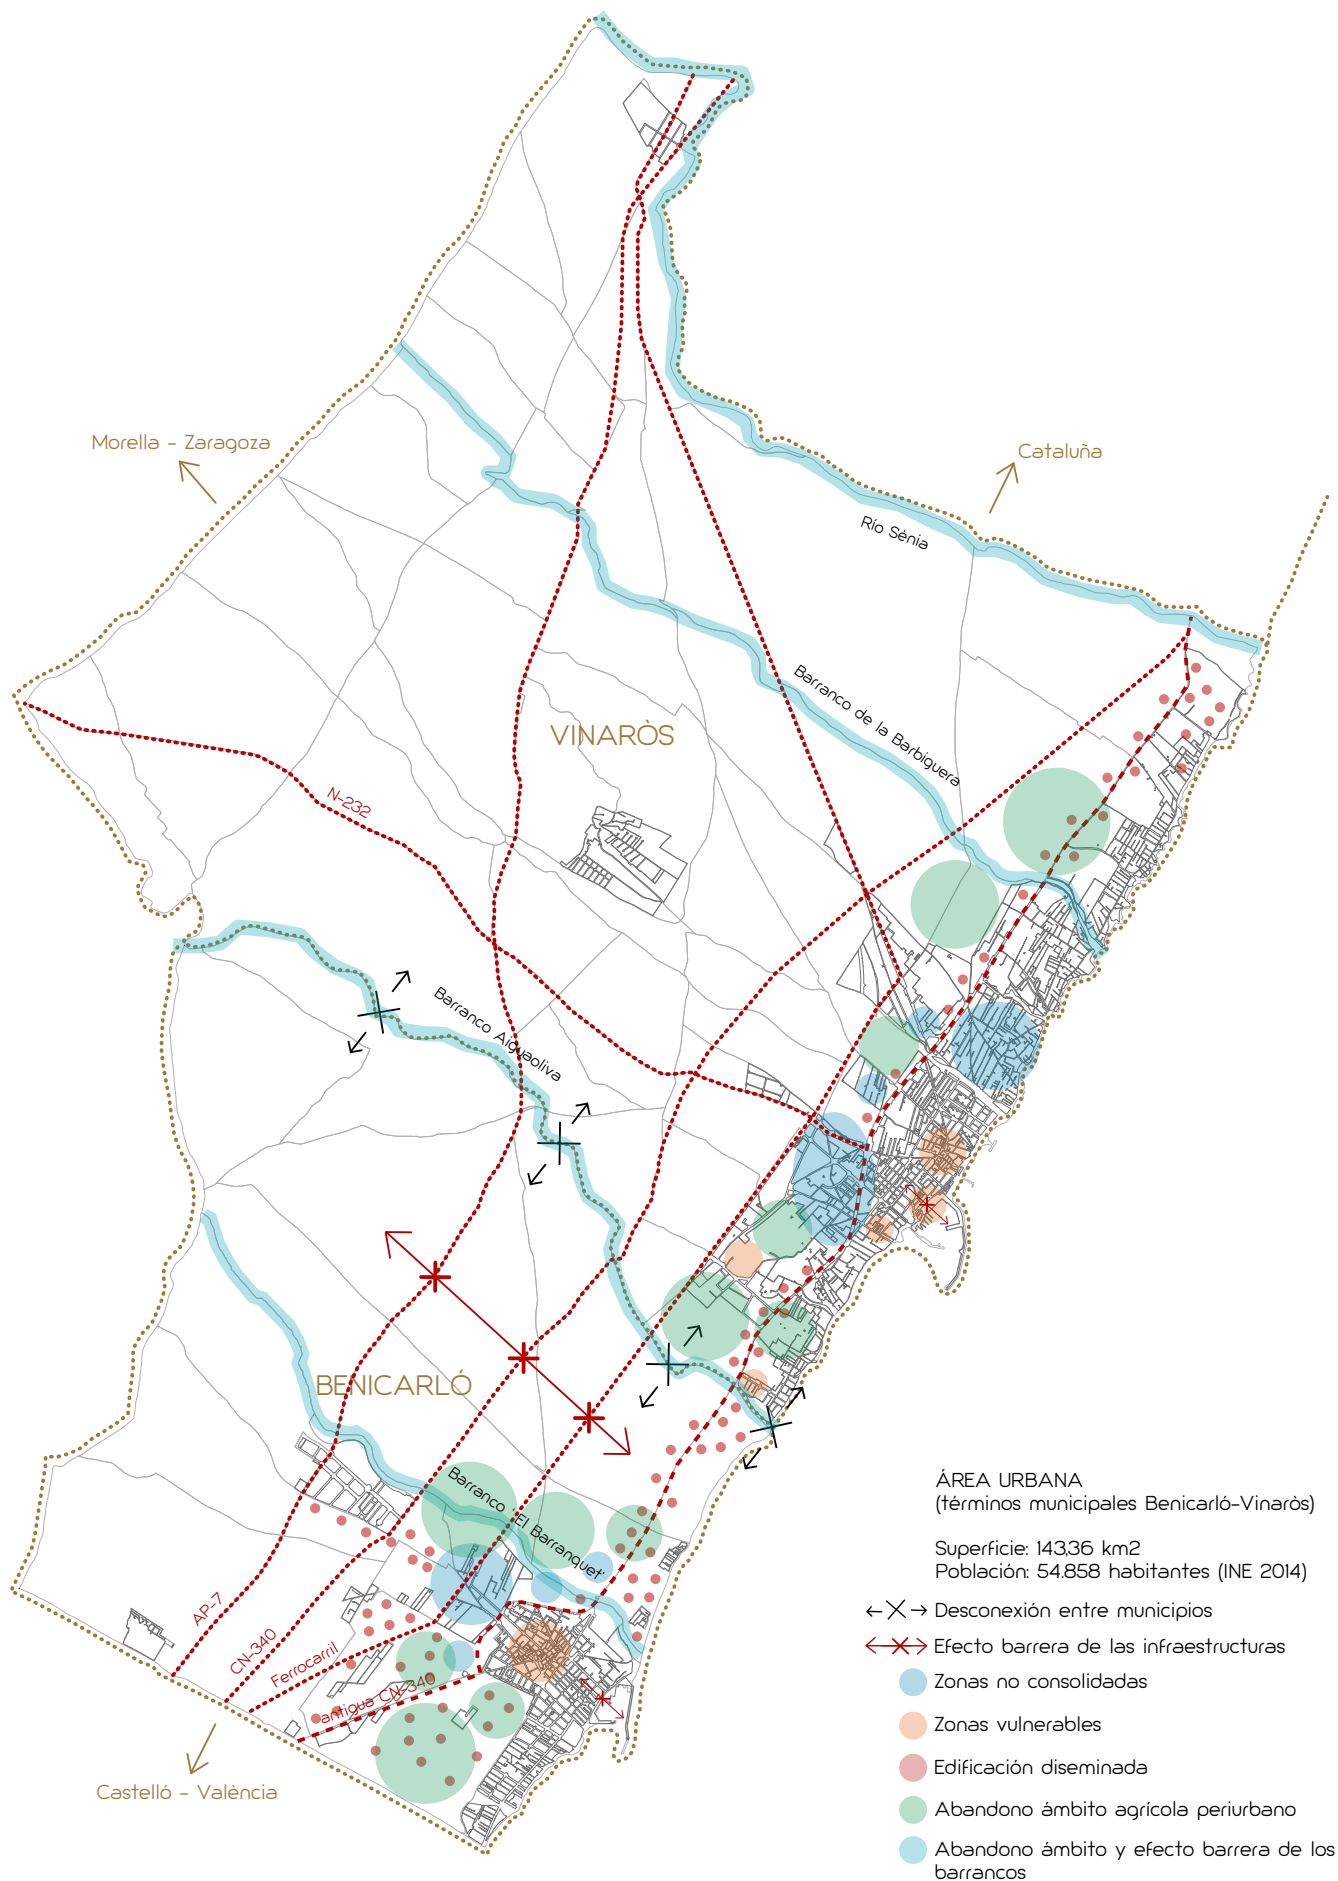 Morella - Zaragoza
Cataluña
Río Sénia
Barranco de la Barbiguera
VINARÒS
N-232
Barranco Aiguaoliva
BENICARLÓ
Barranco 'El Barranquet'
AP-7
CN-340
Ferrocarril
antigua CN-340
Castelló - València
ÁREA URBANA
(términos municipales Benicarló-Vinaròs)
Superficie: 143,36 km2
Población: 54.858 habitantes (INE 2014)
Desconexión entre municipios
Efecto barrera de las infraestructuras
Zonas no consolidadas
Zonas vulnerables
Edificación diseminada
Abandono ámbito agrícola periurbano
Abandono ámbito y efecto barrera de los
barrancos